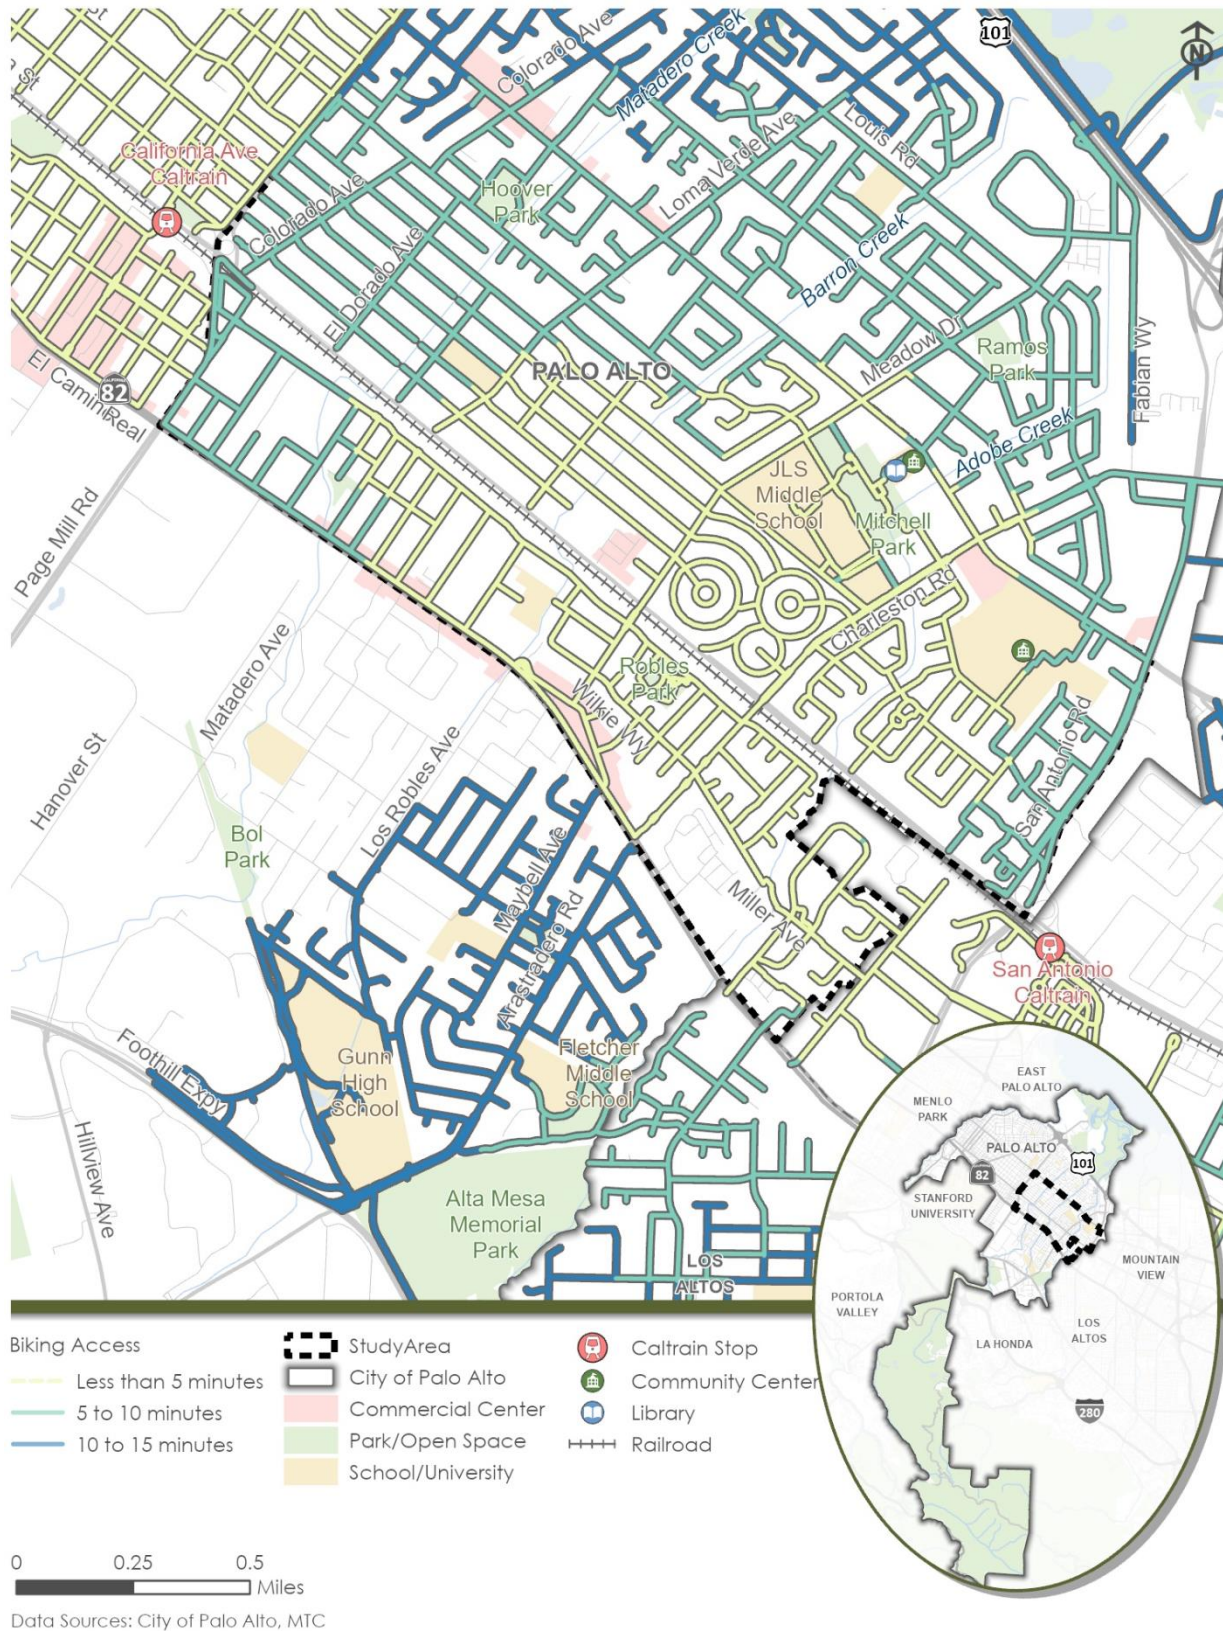 St
101
N
Colorado Ave
Matadero Creek
St
Louis Rd
California Ave
Caltrain
Loma Verde Ave
Hoover
Park
Colorado Ave
El Dorado Ave
Barron Creek
Meadow Dr
Ramos
Park
Fabian Wy
PALO ALTO
CALIFORNIA
82
El Camin
Real
Adobe Creek
JLS
Middle
School
Mitchell
Park
Page Mill Rd
Charleston Rd
Matadero Ave
Robles
Park
Wilkie Wy
Hanover St
Los Robles Ave
San Antonio Rd
Bol
Park
Maybell Ave
Miller Ave
Arastradero Rd
San Antonio
Caltrain
Foothill Expy
Gunn
High
School
Fletcher
Middle
School
Hillview Ave
Alta Mesa
Memorial
Park
LOS
ALTOS
EAST
PALO ALTO
MENLO
PARK
PALO ALTO
101
82
STANFORD
UNIVERSITY
MOUNTAIN
VIEW
PORTOLA
VALLEY
LOS
ALTOS
LA HONDA
280
Biking Access
Less than 5 minutes
5 to 10 minutes
10 to 15 minutes
StudyArea
City of Palo Alto
Commercial Center
Park/Open Space
School/University
Caltrain Stop
Community Center
Library
Railroad
0 0.25 0.5
Miles
Data Sources: City of Palo Alto, MTC